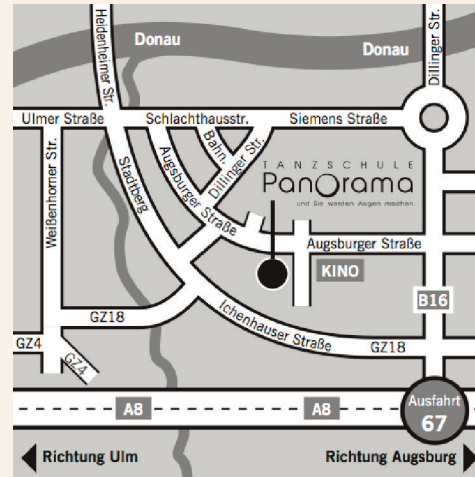 Heidenheimer Str.
Donau
Donau
Dillinger Str.
Ulmer Straße
Schlachthausstr.
Siemens Straße
Weißenhorner Str.
Stadtberg
Augsburger Straße
Bahn.
Dillinger Str.
TANZSCHULE
Panorama
und Sie werden Augen machen.
Augsburger Straße
KINO
B16
GZ18
Ichenhauser Straße
GZ18
GZ4
GZ4
A8
A8
Ausfahrt
67
Richtung Ulm
Richtung Augsburg